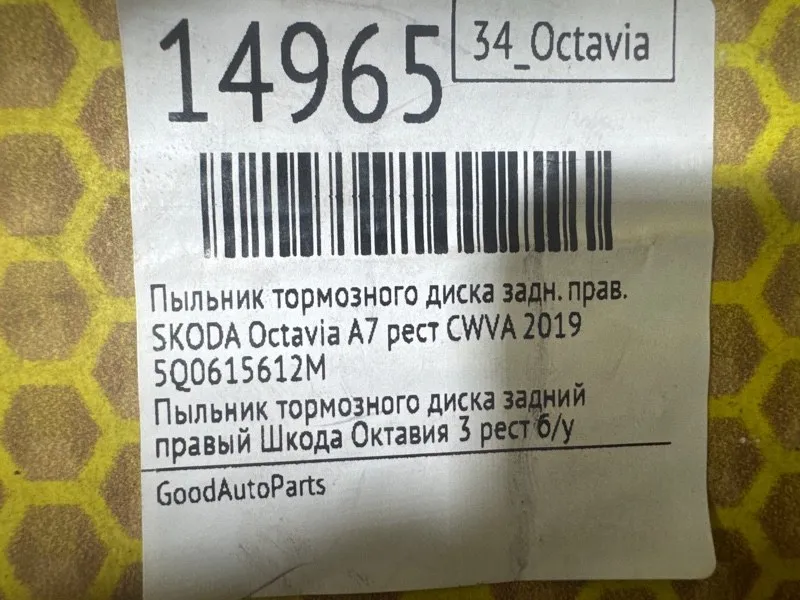 14965
34_Octavia
Пыльник тормозного диска задн. прав.
SKODA Octavia A7 рест CWVA 2019
5Q0615612M
Пыльник тормозного диска задний
правый Шкода Октавия 3 рест б/у
GoodAutoParts